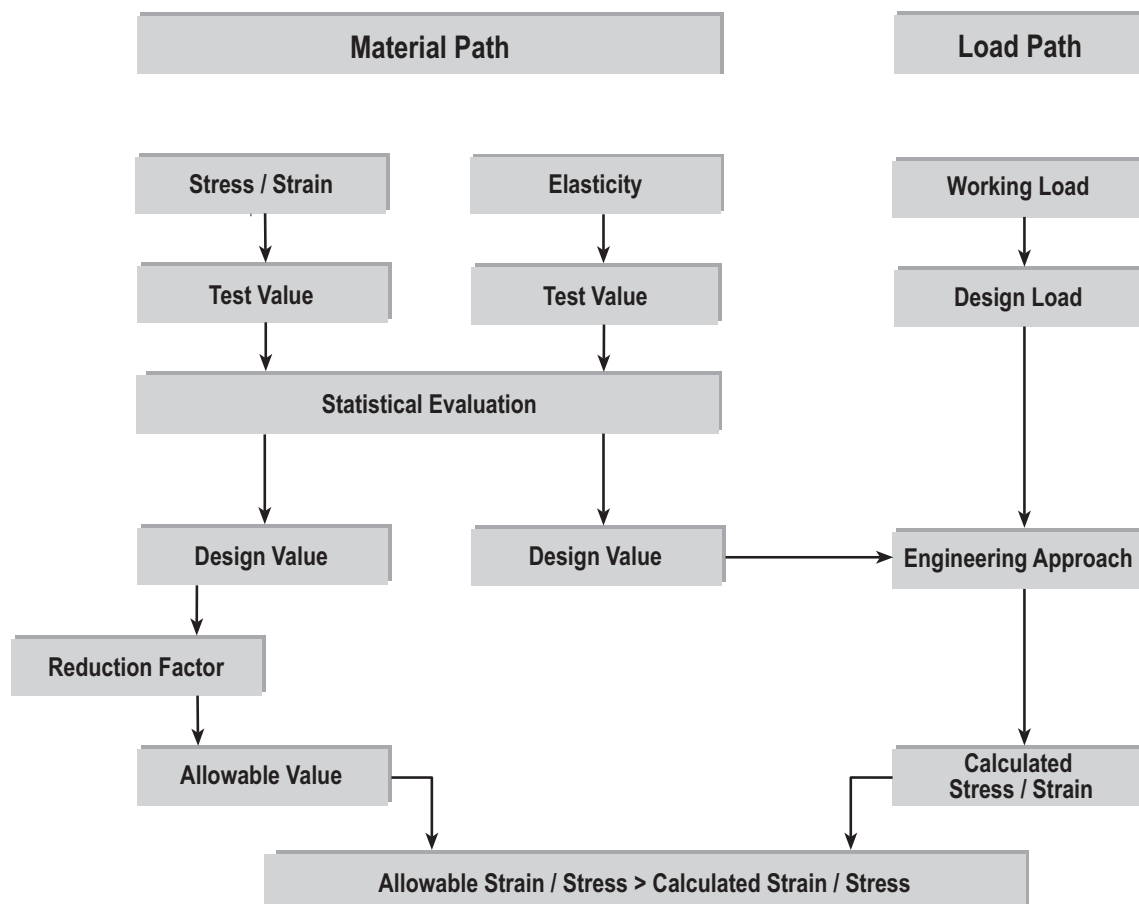 Material Path
Load Path
Stress / Strain
Elasticity
Working Load
Test Value
Test Value
Design Load
Statistical Evaluation
Design Value
Design Value
Engineering Approach
Reduction Factor
Allowable Value
Calculated
Stress / Strain
Allowable Strain / Stress > Calculated Strain / Stress